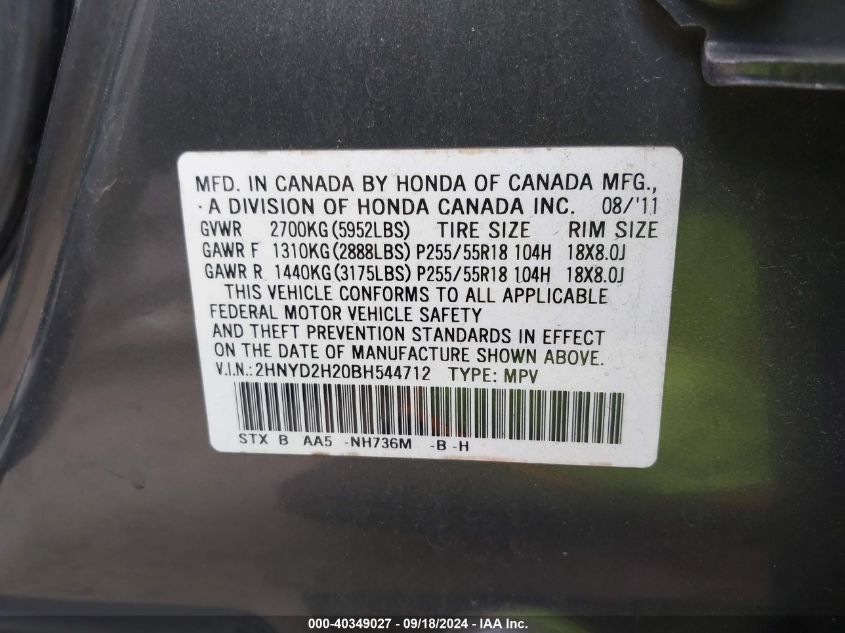 MFD. IN CANADA BY HONDA OF CANADA MFG.,
A DIVISION OF HONDA CANADA INC. 08/'11
GVWR 2700KG(5952LBS) TIRE SIZE RIM SIZE
GAWR F 1310KG(2888LBS) P255/55R18 104H 18X8.0J
GAWR R 1440KG(3175LBS) P255/55R18 104H 18X8.0J
THIS VEHICLE CONFORMS TO ALL APPLICABLE
FEDERAL MOTOR VEHICLE SAFETY
AND THEFT PREVENTION STANDARDS IN EFFECT
ON THE DATE OF MANUFACTURE SHOWN ABOVE.
V.I.N.:2HNYD2H20BH544712 TYPE: MPV
STX B AA5 -NH736M -B -H
000-40349027 - 09/18/2024 - IAA Inc.